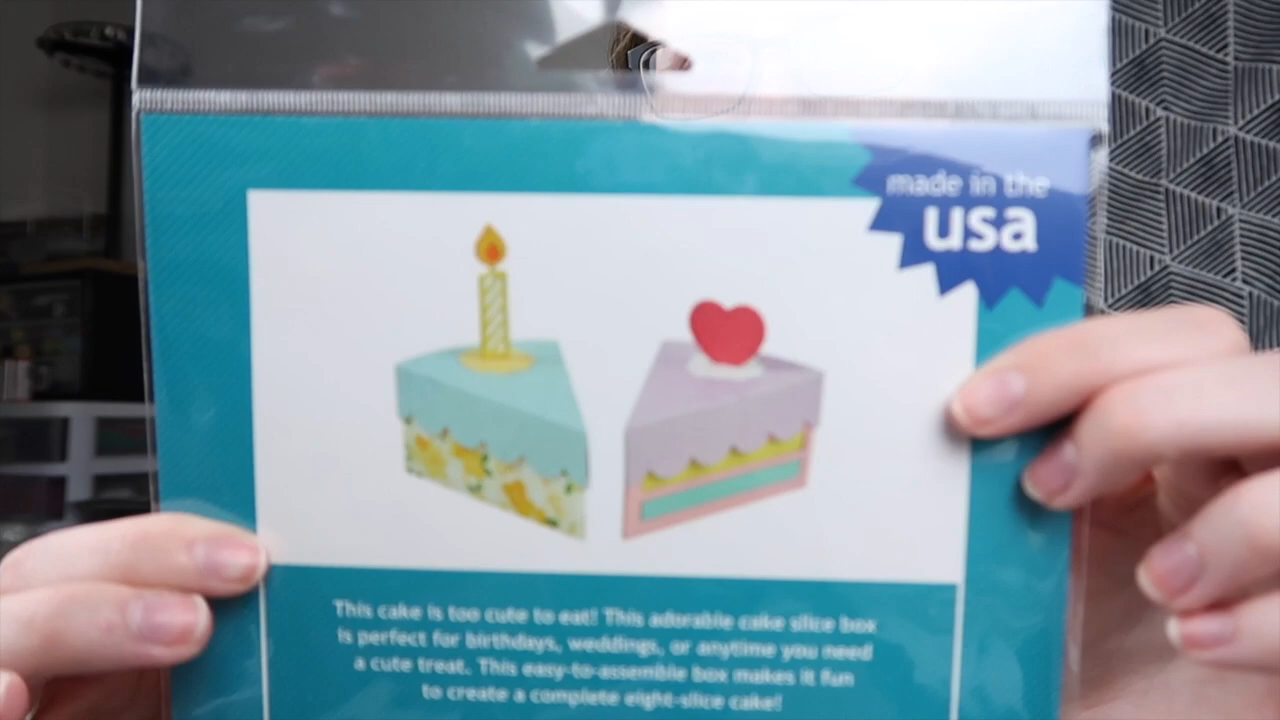 made in the
usa
This cake is too cute to eat! This adorable cake slice box
is perfect for birthdays, weddings, or anytime you need
a cute treat. This easy-to-assemble box makes it fun
to create a complete eight-slice cake!